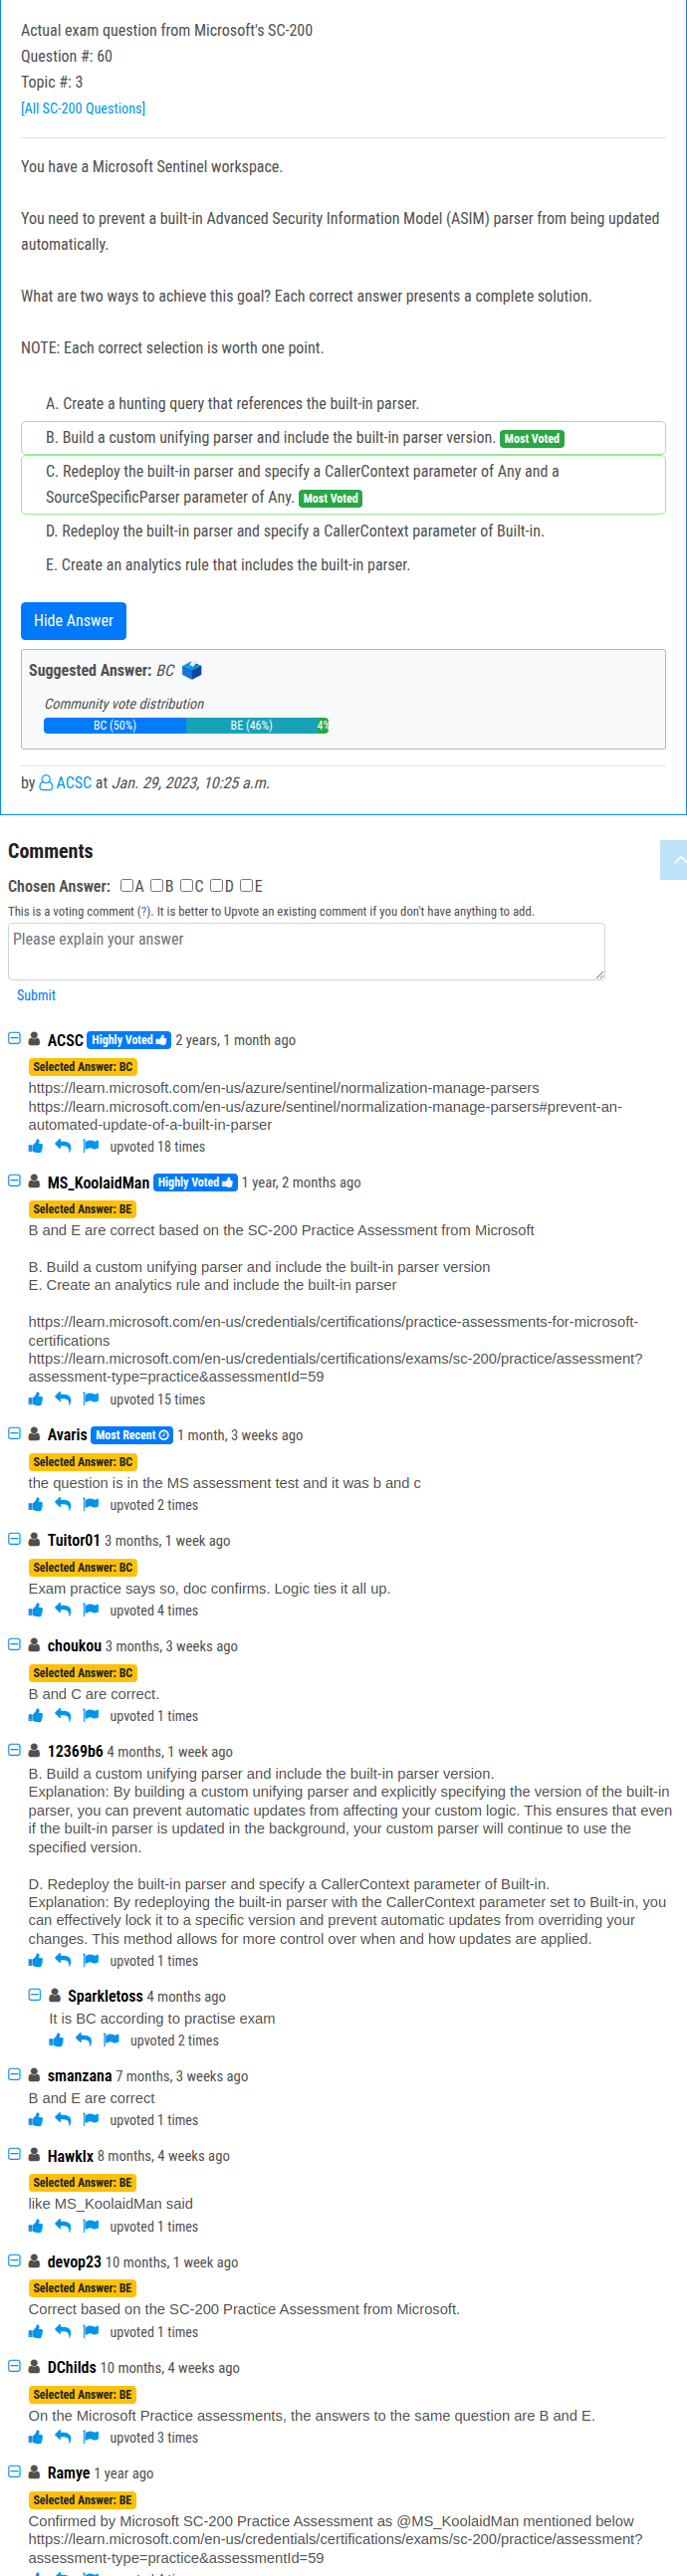 Actual exam question from Microsoft's SC-200
Question #: 60
Topic #: 3
[All SC-200 Questions]
You have a Microsoft Sentinel workspace.
You need to prevent a built-in Advanced Security Information Model (ASIM) parser from being updated
automatically.
What are two ways to achieve this goal? Each correct answer presents a complete solution.
NOTE: Each correct selection is worth one point.
A. Create a hunting query that references the built-in parser.
B. Build a custom unifying parser and include the built-in parser version. Most Voted
C. Redeploy the built-in parser and specify a CallerContext parameter of Any and a
SourceSpecificParser parameter of Any. Most Voted
D. Redeploy the built-in parser and specify a CallerContext parameter of Built-in.
E. Create an analytics rule that includes the built-in parser.
Hide Answer
Suggested Answer: BC
Community vote distribution
BC (50%) BE (46%) 4%
by ACSC at Jan. 29, 2023, 10:25 a.m.
Comments
Chosen Answer: A B C D E
This is a voting comment (?). It is better to Upvote an existing comment if you don't have anything to add.
Please explain your answer
Submit
ACSC Highly Voted 2 years, 1 month ago
Selected Answer: BC
https://learn.microsoft.com/en-us/azure/sentinel/normalization-manage-parsers
https://learn.microsoft.com/en-us/azure/sentinel/normalization-manage-parsers#prevent-an-
automated-update-of-a-built-in-parser
upvoted 18 times
MS_KoolaidMan Highly Voted 1 year, 2 months ago
Selected Answer: BE
B and E are correct based on the SC-200 Practice Assessment from Microsoft
B. Build a custom unifying parser and include the built-in parser version
E. Create an analytics rule and include the built-in parser
https://learn.microsoft.com/en-us/credentials/certifications/practice-assessments-for-microsoft-
certifications
https://learn.microsoft.com/en-us/credentials/certifications/exams/sc-200/practice/assessment?
assessment-type=practice&assessmentId=59
upvoted 15 times
Avaris Most Recent 1 month, 3 weeks ago
Selected Answer: BC
the question is in the MS assessment test and it was b and c
upvoted 2 times
Tuitor01 3 months, 1 week ago
Selected Answer: BC
Exam practice says so, doc confirms. Logic ties it all up.
upvoted 4 times
choukou 3 months, 3 weeks ago
Selected Answer: BC
B and C are correct.
upvoted 1 times
12369b6 4 months, 1 week ago
B. Build a custom unifying parser and include the built-in parser version.
Explanation: By building a custom unifying parser and explicitly specifying the version of the built-in
parser, you can prevent automatic updates from affecting your custom logic. This ensures that even
if the built-in parser is updated in the background, your custom parser will continue to use the
specified version.
D. Redeploy the built-in parser and specify a CallerContext parameter of Built-in.
Explanation: By redeploying the built-in parser with the CallerContext parameter set to Built-in, you
can effectively lock it to a specific version and prevent automatic updates from overriding your
changes. This method allows for more control over when and how updates are applied.
upvoted 1 times
Sparkletoss 4 months ago
It is BC according to practise exam
upvoted 2 times
smanzana 7 months, 3 weeks ago
B and E are correct
upvoted 1 times
Hawklx 8 months, 4 weeks ago
Selected Answer: BE
like MS_KoolaidMan said
upvoted 1 times
devop23 10 months, 1 week ago
Selected Answer: BE
Correct based on the SC-200 Practice Assessment from Microsoft.
upvoted 1 times
DChilds 10 months, 4 weeks ago
Selected Answer: BE
On the Microsoft Practice assessments, the answers to the same question are B and E.
upvoted 3 times
Ramye 1 year ago
Selected Answer: BE
Confirmed by Microsoft SC-200 Practice Assessment as @MS_KoolaidMan mentioned below
https://learn.microsoft.com/en-us/credentials/certifications/exams/sc-200/practice/assessment?
assessment-type=practice&assessmentId=59